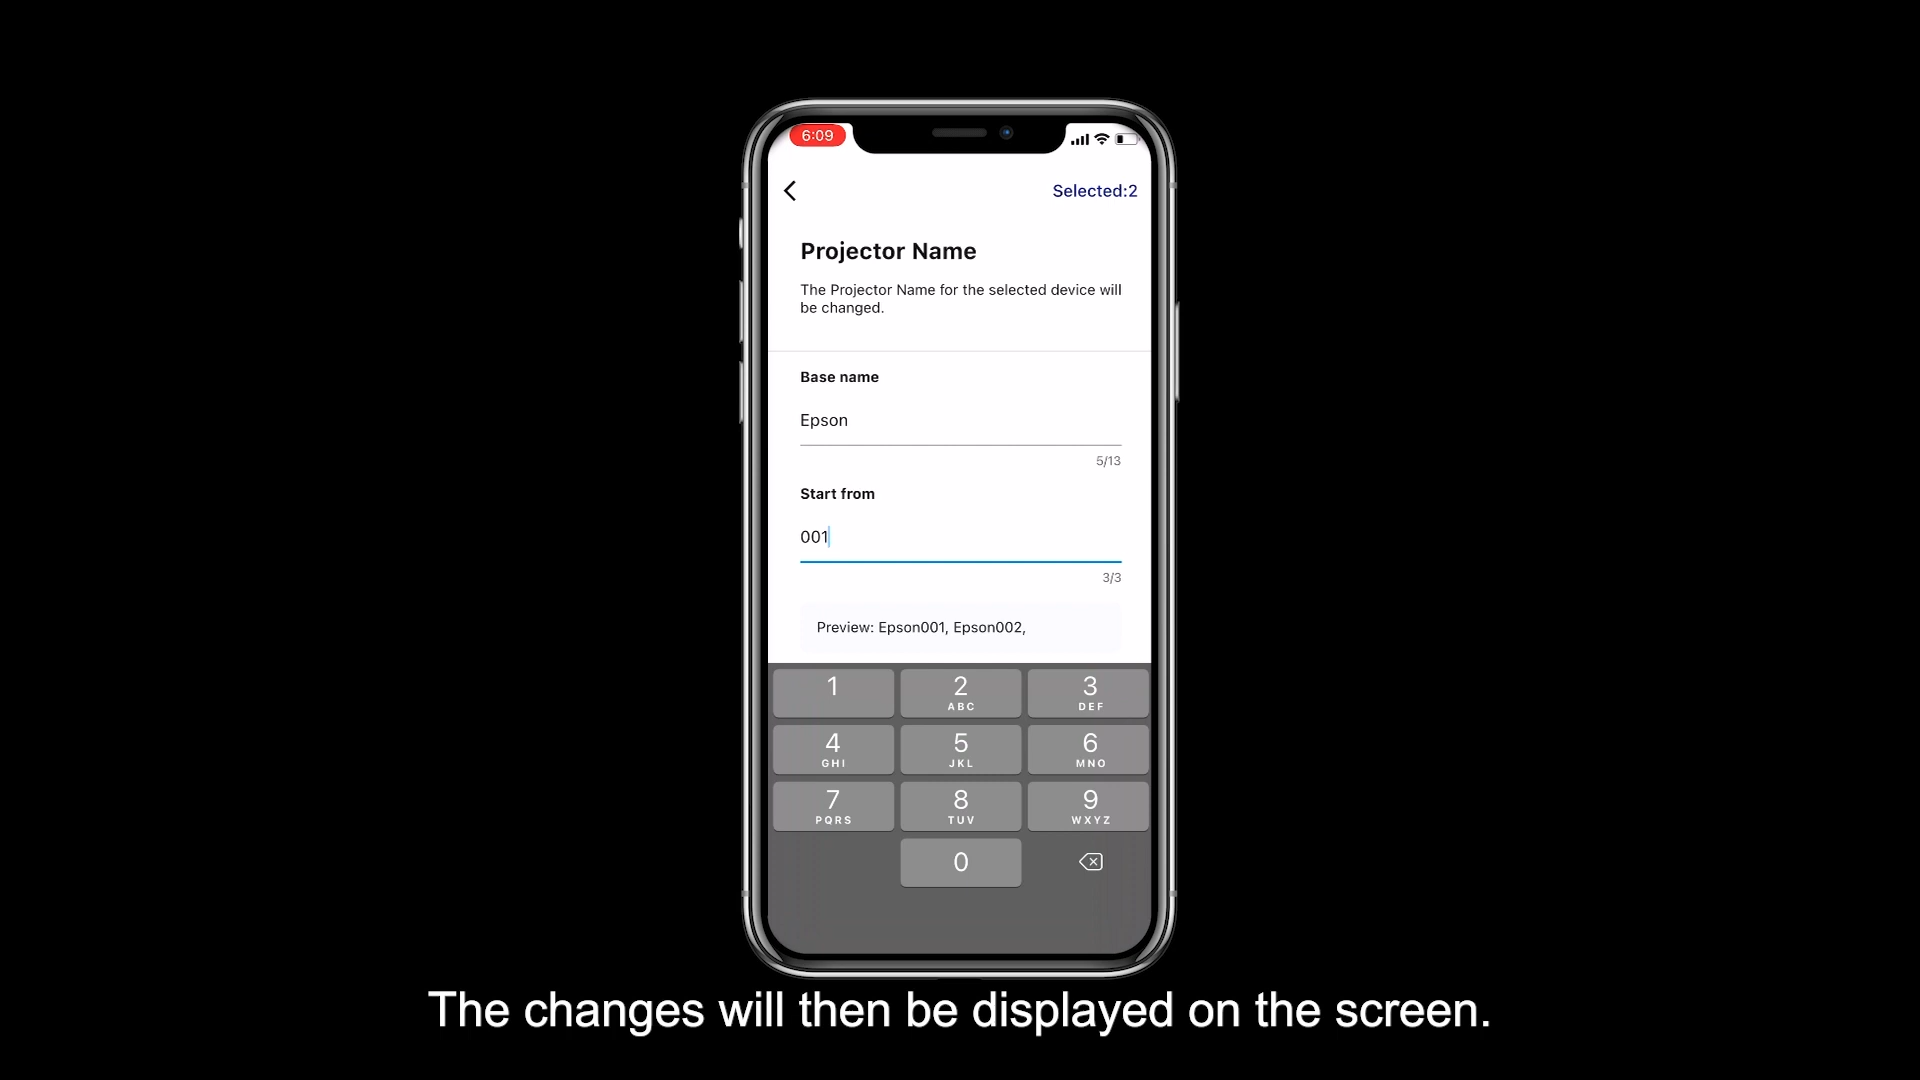 6:09
Selected:2
Projector Name
The Projector Name for the selected device will
be changed.
Base name
Epson
5/13
Start from
001
3/3
Preview: Epson001, Epson002,
1
2
ABC
3
DEF
4
GHI
5
JKL
6
MNO
7
PQRS
8
TUV
9
WXYZ
0
The changes will then be displayed on the screen.